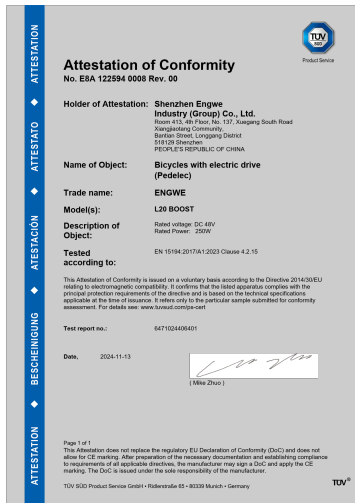 TÜV
SÜD
Product Service
Attestation of Conformity
No. E8A 122594 0008 Rev. 00
Holder of Attestation: Shenzhen Engwe
Industry (Group) Co., Ltd.
Room 413, 4th Floor, No. 137, Xuegang South Road
Xiangjiaotang Community,
Bantian Street, Longgang District
518129 Shenzhen
PEOPLE'S REPUBLIC OF CHINA
Name of Object: Bicycles with electric drive
(Pedelec)
Trade name: ENGWE
Model(s): L20 BOOST
Description of Object: Rated voltage: DC 48V
Rated Power: 250W
Tested according to: EN 15194:2017/A1:2023 Clause 4.2.15
This Attestation of Conformity is issued on a voluntary basis according to the Directive 2014/30/EU
relating to electromagnetic compatibility. It confirms that the listed apparatus complies with the
principal protection requirements of the directive and is based on the technical specifications
applicable at the time of issuance. It refers only to the particular sample submitted for conformity
assessment. For details see: www.tuvsud.com/ps-cert
Test report no.: 6471024406401
Date, 2024-11-13
( Mike Zhuo )
Page 1 of 1
This Attestation does not replace the regulatory EU Declaration of Conformity (DoC) and does not
allow for CE marking. After preparation of the necessary documentation and establishing compliance
to requirements of all applicable directives, the manufacturer may sign a DoC and apply the CE
marking. The DoC is issued under the sole responsibility of the manufacturer.
TÜV SÜD Product Service GmbH • Ridlerstraße 65 • 80339 Munich • Germany
TÜV®
ATTESTATION ◆ BESCHEINIGUNG ◆ ATESTACIÓN ◆ ATTESTATO ◆ ATTESTATION